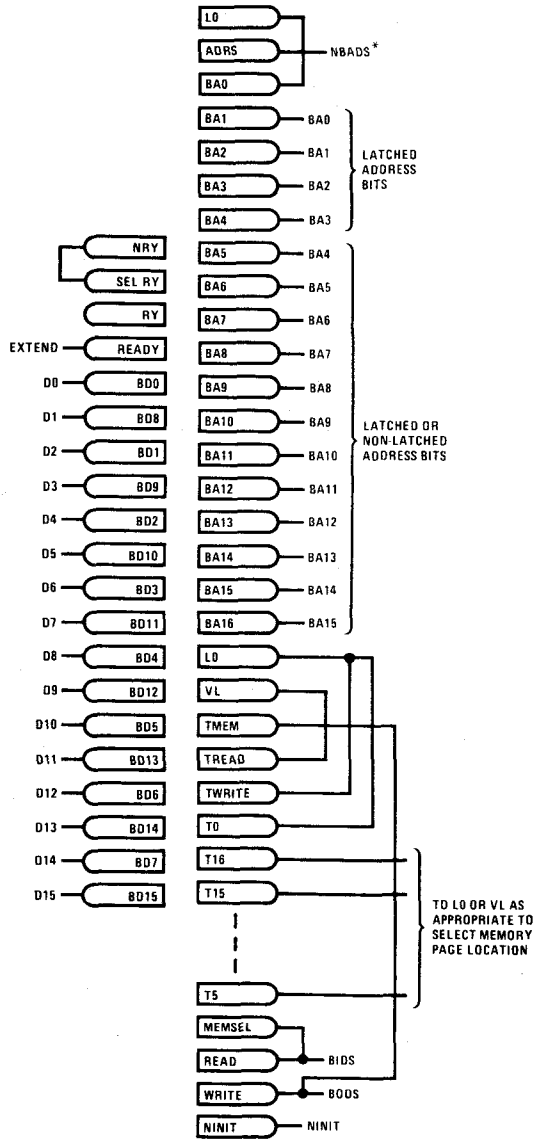 L0
ADRS
NBADS*
BA0
BA1 BA0
BA2 BA1
BA3 BA2
BA4 BA3
LATCHED
ADDRESS
BITS
NRY
SEL RY
RY
EXTEND READY
D0 BD0
D1 BD8
D2 BD1
D3 BD9
D4 BD2
D5 BD10
D6 BD3
D7 BD11
D8 BD4
D9 BD12
D10 BD5
D11 BD13
D12 BD6
D13 BD14
D14 BD7
D15 BD15
BA5 BA4
BA6 BA5
BA7 BA6
BA8 BA7
BA9 BA8
BA10 BA9
BA11 BA10
BA12 BA11
BA13 BA12
BA14 BA13
BA15 BA14
BA16 BA15
LATCHED OR
NON-LATCHED
ADDRESS BITS
L0
VL
TMEM
TREAD
TWRITE
T0
T16
T15
T5
TO L0 OR VL AS
APPROPRIATE TO
SELECT MEMORY
PAGE LOCATION
MEMSEL
READ BIDS
WRITE BODS
NINIT NINIT